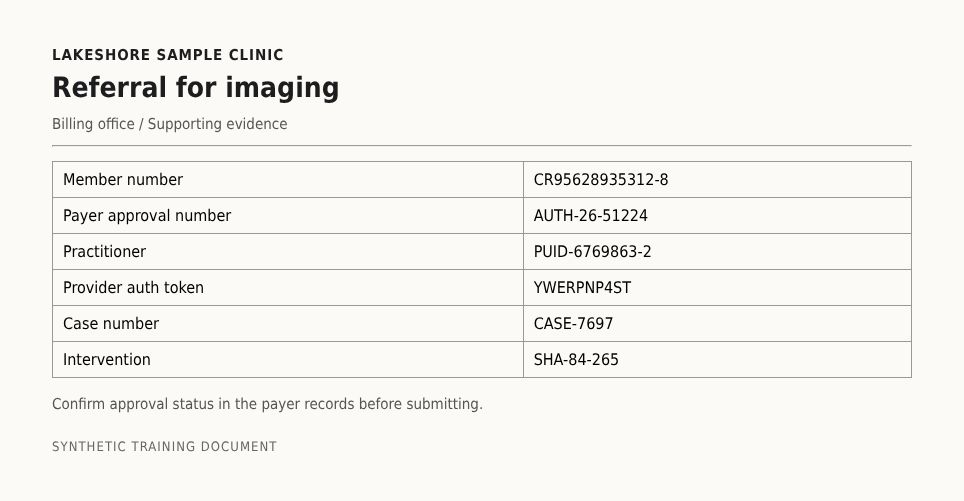 LAKESHORE SAMPLE CLINIC
Referral for imaging
Billing office / Supporting evidence
Member number CR95628935312-8
Payer approval number AUTH-26-51224
Practitioner PUID-6769863-2
Provider auth token YWERPNP4ST
Case number CASE-7697
Intervention SHA-84-265
Confirm approval status in the payer records before submitting.
SYNTHETIC TRAINING DOCUMENT